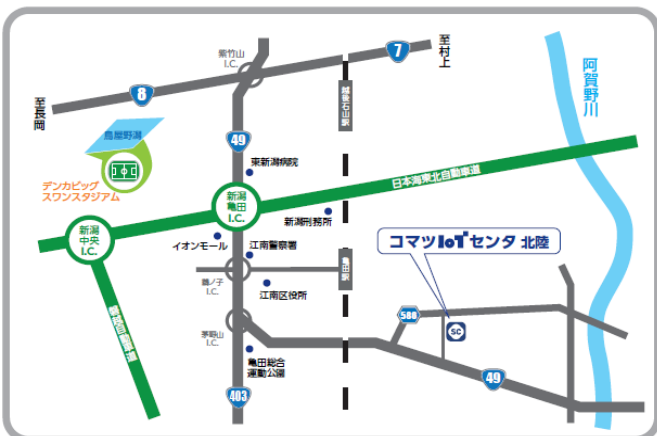 紫竹山
I.C.
7
至村上
8
至長岡
越後石山駅
阿賀野川
49
鳥屋野潟
東新潟病院
デンカビッグ
スワンスタジアム
日本海東北自動車道
新潟
亀田
I.C.
新潟刑務所
新潟
中央
I.C.
イオンモール
江南警察署
コマツIoTセンタ 北陸
亀田駅
鵜ノ子
I.C.
江南区役所
磐越自動車道
茅野山
I.C.
580
SC
亀田総合
運動公園
49
403